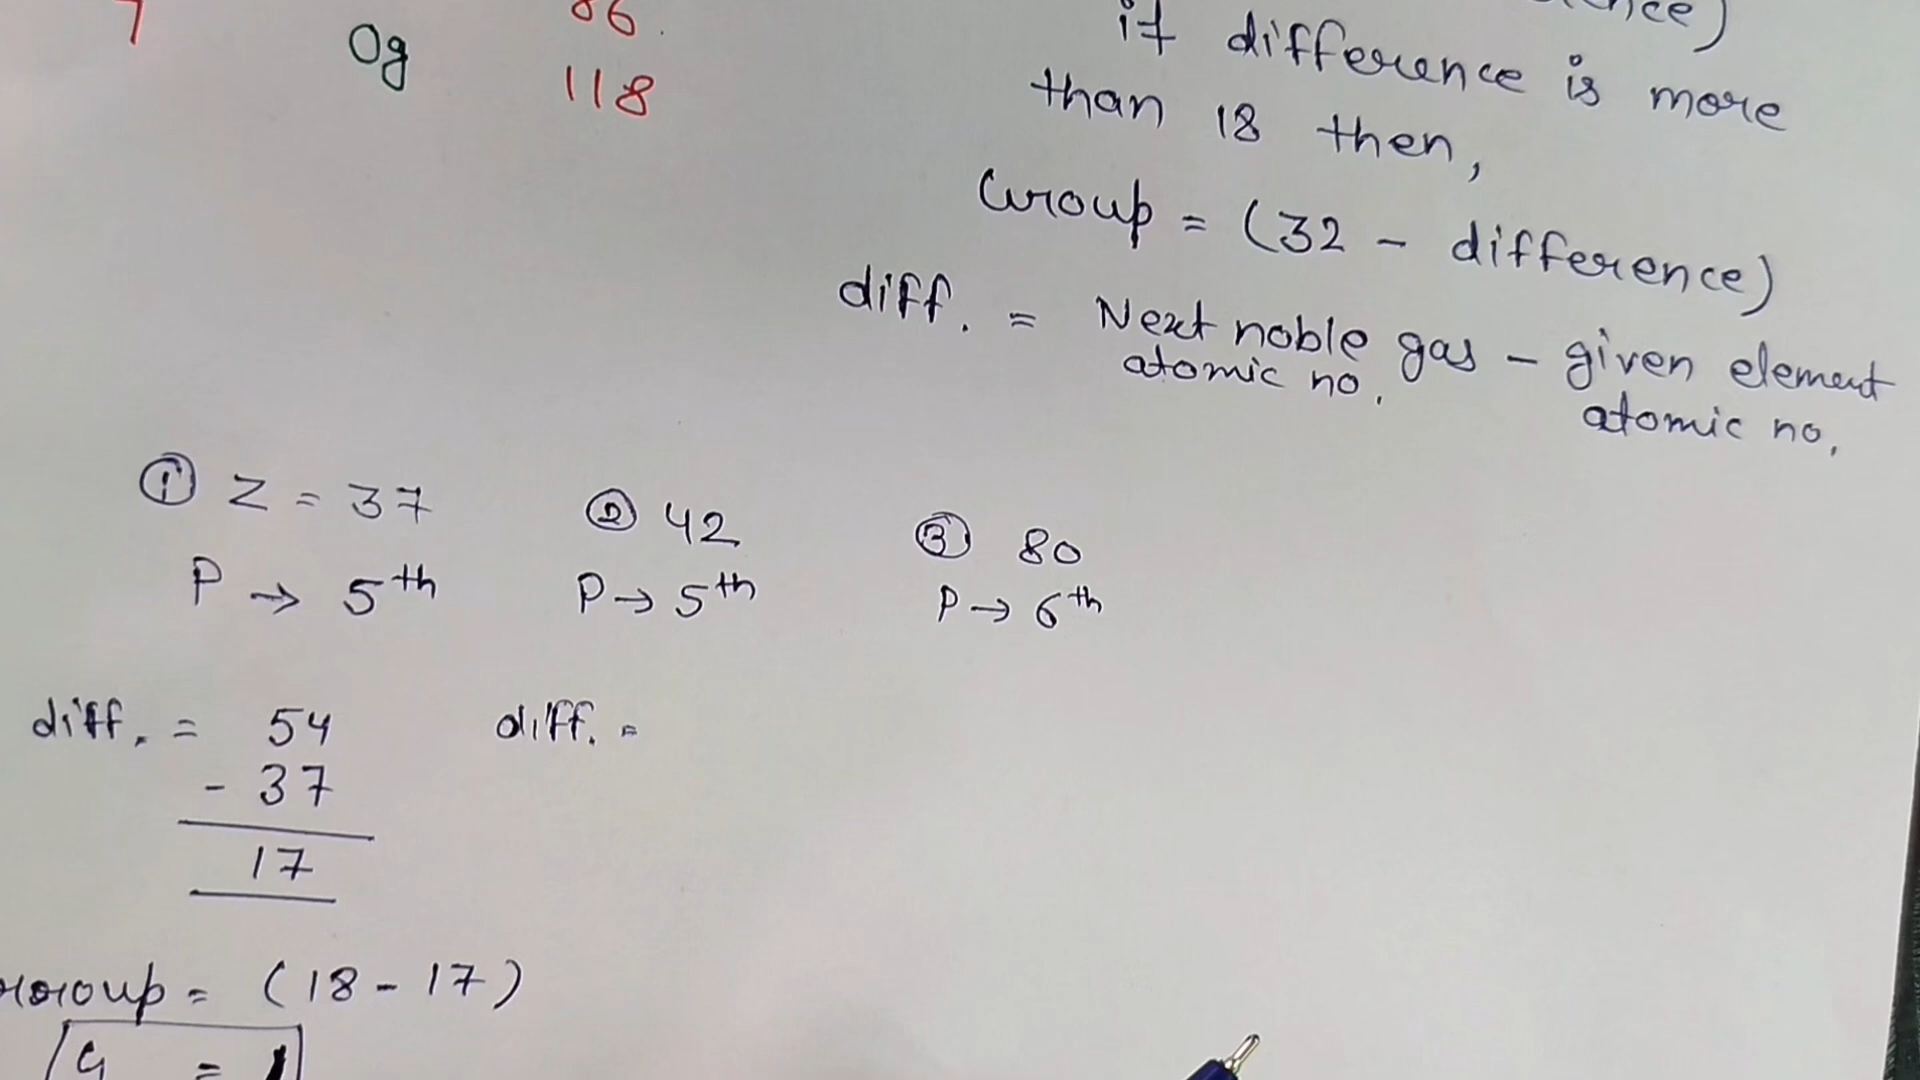 7
Og
86.
118
if difference is more
than 18 then,
Group = (32 - difference)
diff. = Next noble gas - given element
atomic no. atomic no.
① Z = 37
P → 5th
② 42
P → 5th
③ 80
P → 6th
diff. = 54
- 37
17
diff. =
Group = (18 - 17)
G = 1